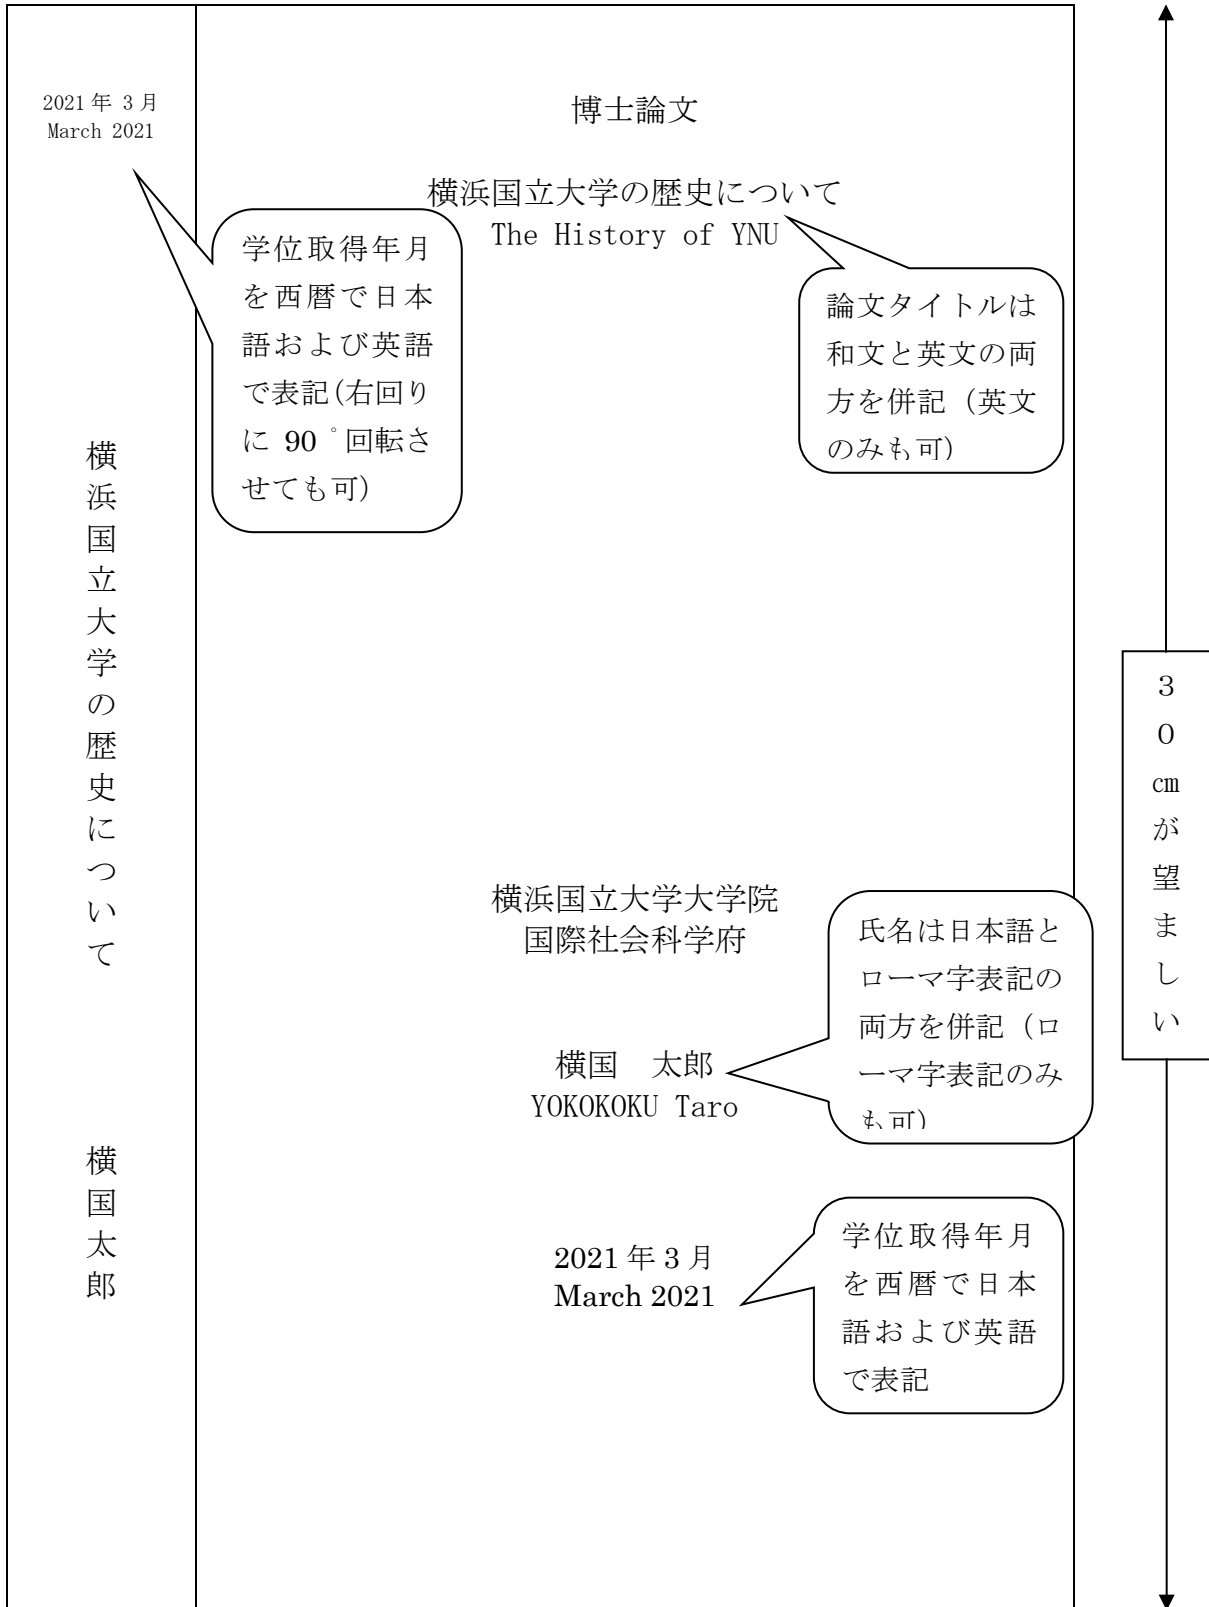 2021年 3月
March 2021
横浜国立大学の歴史について
横国太郎
博士論文
横浜国立大学の歴史について
The History of YNU
学位取得年月
を西暦で日本
語および英語
で表記(右回り
に 90°回転さ
せても可)
論文タイトルは
和文と英文の両
方を併記（英文
のみも可)
横浜国立大学大学院
国際社会科学府
横国　太郎
YOKOKOKU Taro
氏名は日本語と
ローマ字表記の
両方を併記（ロ
ーマ字表記のみ
も可)
2021年3月
March 2021
学位取得年月
を西暦で日本
語および英語
で表記
３０㎝が望ましい